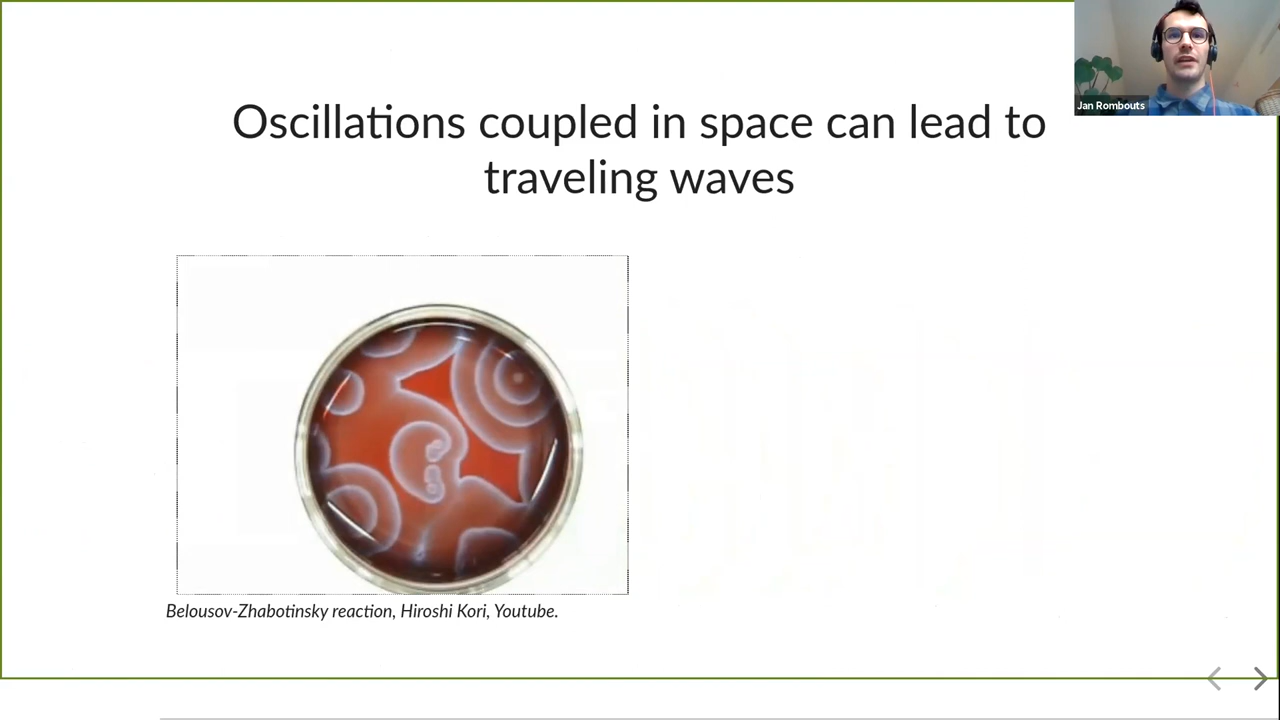 Oscillations coupled in space can lead to
traveling waves
Jan Rombouts
Belousov-Zhabotinsky reaction, Hiroshi Kori, Youtube.